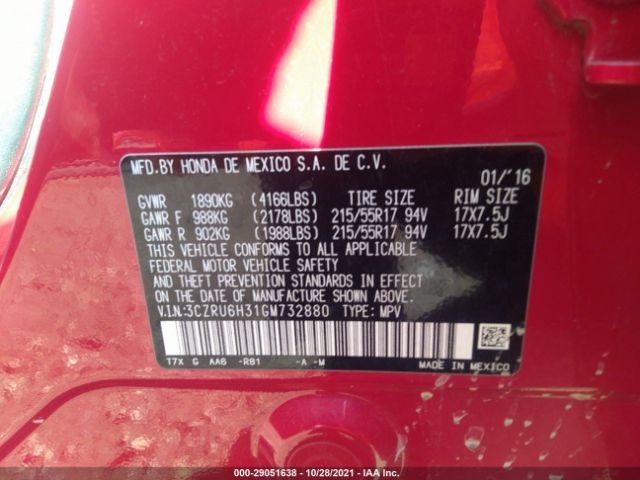 MFD.BY HONDA DE MEXICO S.A. DE C.V.
01/'16
GVWR 1890KG (4166LBS) TIRE SIZE RIM SIZE
GAWR F 988KG (2178LBS) 215/55R17 94V 17X7.5J
GAWR R 902KG (1988LBS) 215/55R17 94V 17X7.5J
THIS VEHICLE CONFORMS TO ALL APPLICABLE
FEDERAL MOTOR VEHICLE SAFETY
AND THEFT PREVENTION STANDARDS IN EFFECT
ON THE DATE OF MANUFACTURE SHOWN ABOVE.
V.I.N:3CZRU6H31GM732880 TYPE: MPV
T7X G AA6 -RB1 -A -M
MADE IN MEXICO
000-29051638 | 10/28/2021 | IAA Inc.